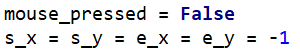 mouse_pressed = False
s_x = s_y = e_x = e_y = -1